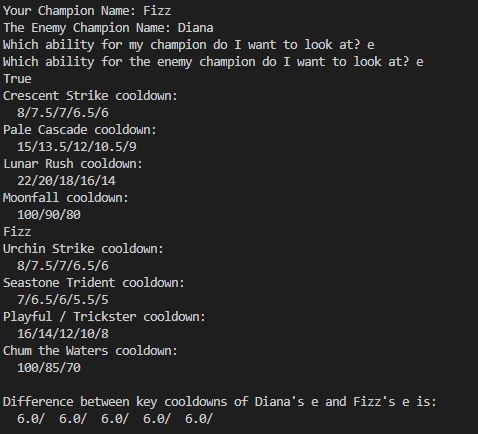 Your Champion Name: Fizz
The Enemy Champion Name: Diana
Which ability for my champion do I want to look at? e
Which ability for the enemy champion do I want to look at? e
True
Crescent Strike cooldown:
8/7.5/7/6.5/6
Pale Cascade cooldown:
15/13.5/12/10.5/9
Lunar Rush cooldown:
22/20/18/16/14
Moonfall cooldown:
100/90/80
Fizz
Urchin Strike cooldown:
8/7.5/7/6.5/6
Seastone Trident cooldown:
7/6.5/6/5.5/5
Playful / Trickster cooldown:
16/14/12/10/8
Chum the Waters cooldown:
100/85/70
Difference between key cooldowns of Diana's e and Fizz's e is:
6.0/  6.0/  6.0/  6.0/  6.0/